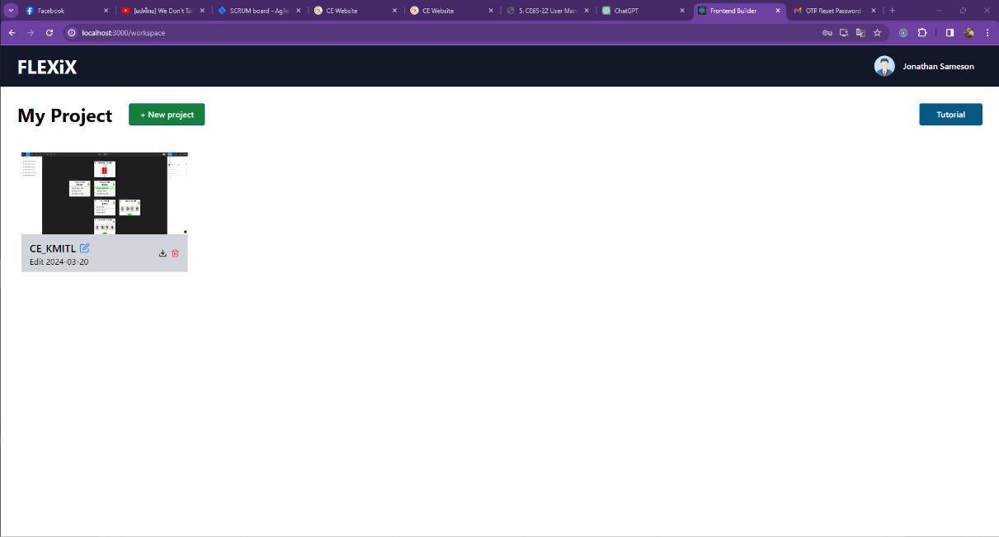 Facebook
[แปลไทย] We Don't Tal
SCRUM board - Agile
CE Website
CE Website
5. CE65-22 User Man
ChatGPT
Frontend Builder
OTP Reset Password -
localhost:3000/workspace
FLEXiX
Jonathan Sameson
My Project
+ New project
Tutorial
CE_KMITL
Edit 2024-03-20